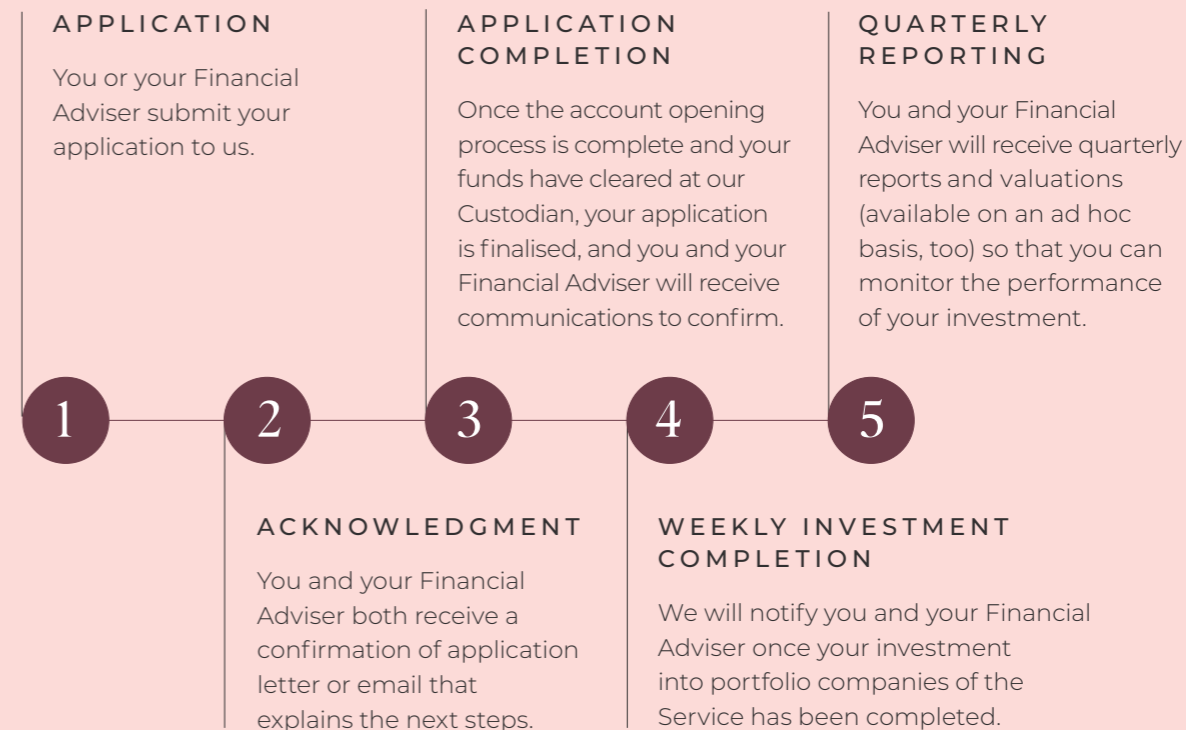 APPLICATION
You or your Financial
Adviser submit your
application to us.
APPLICATION
COMPLETION
Once the account opening
process is complete and your
funds have cleared at our
Custodian, your application
is finalised, and you and your
Financial Adviser will receive
communications to confirm.
QUARTERLY
REPORTING
You and your Financial
Adviser will receive quarterly
reports and valuations
(available on an ad hoc
basis, too) so that you can
monitor the performance
of your investment.
1
2
3
4
5
ACKNOWLEDGMENT
You and your Financial
Adviser both receive a
confirmation of application
letter or email that
explains the next steps.
WEEKLY INVESTMENT
COMPLETION
We will notify you and your Financial
Adviser once your investment
into portfolio companies of the
Service has been completed.